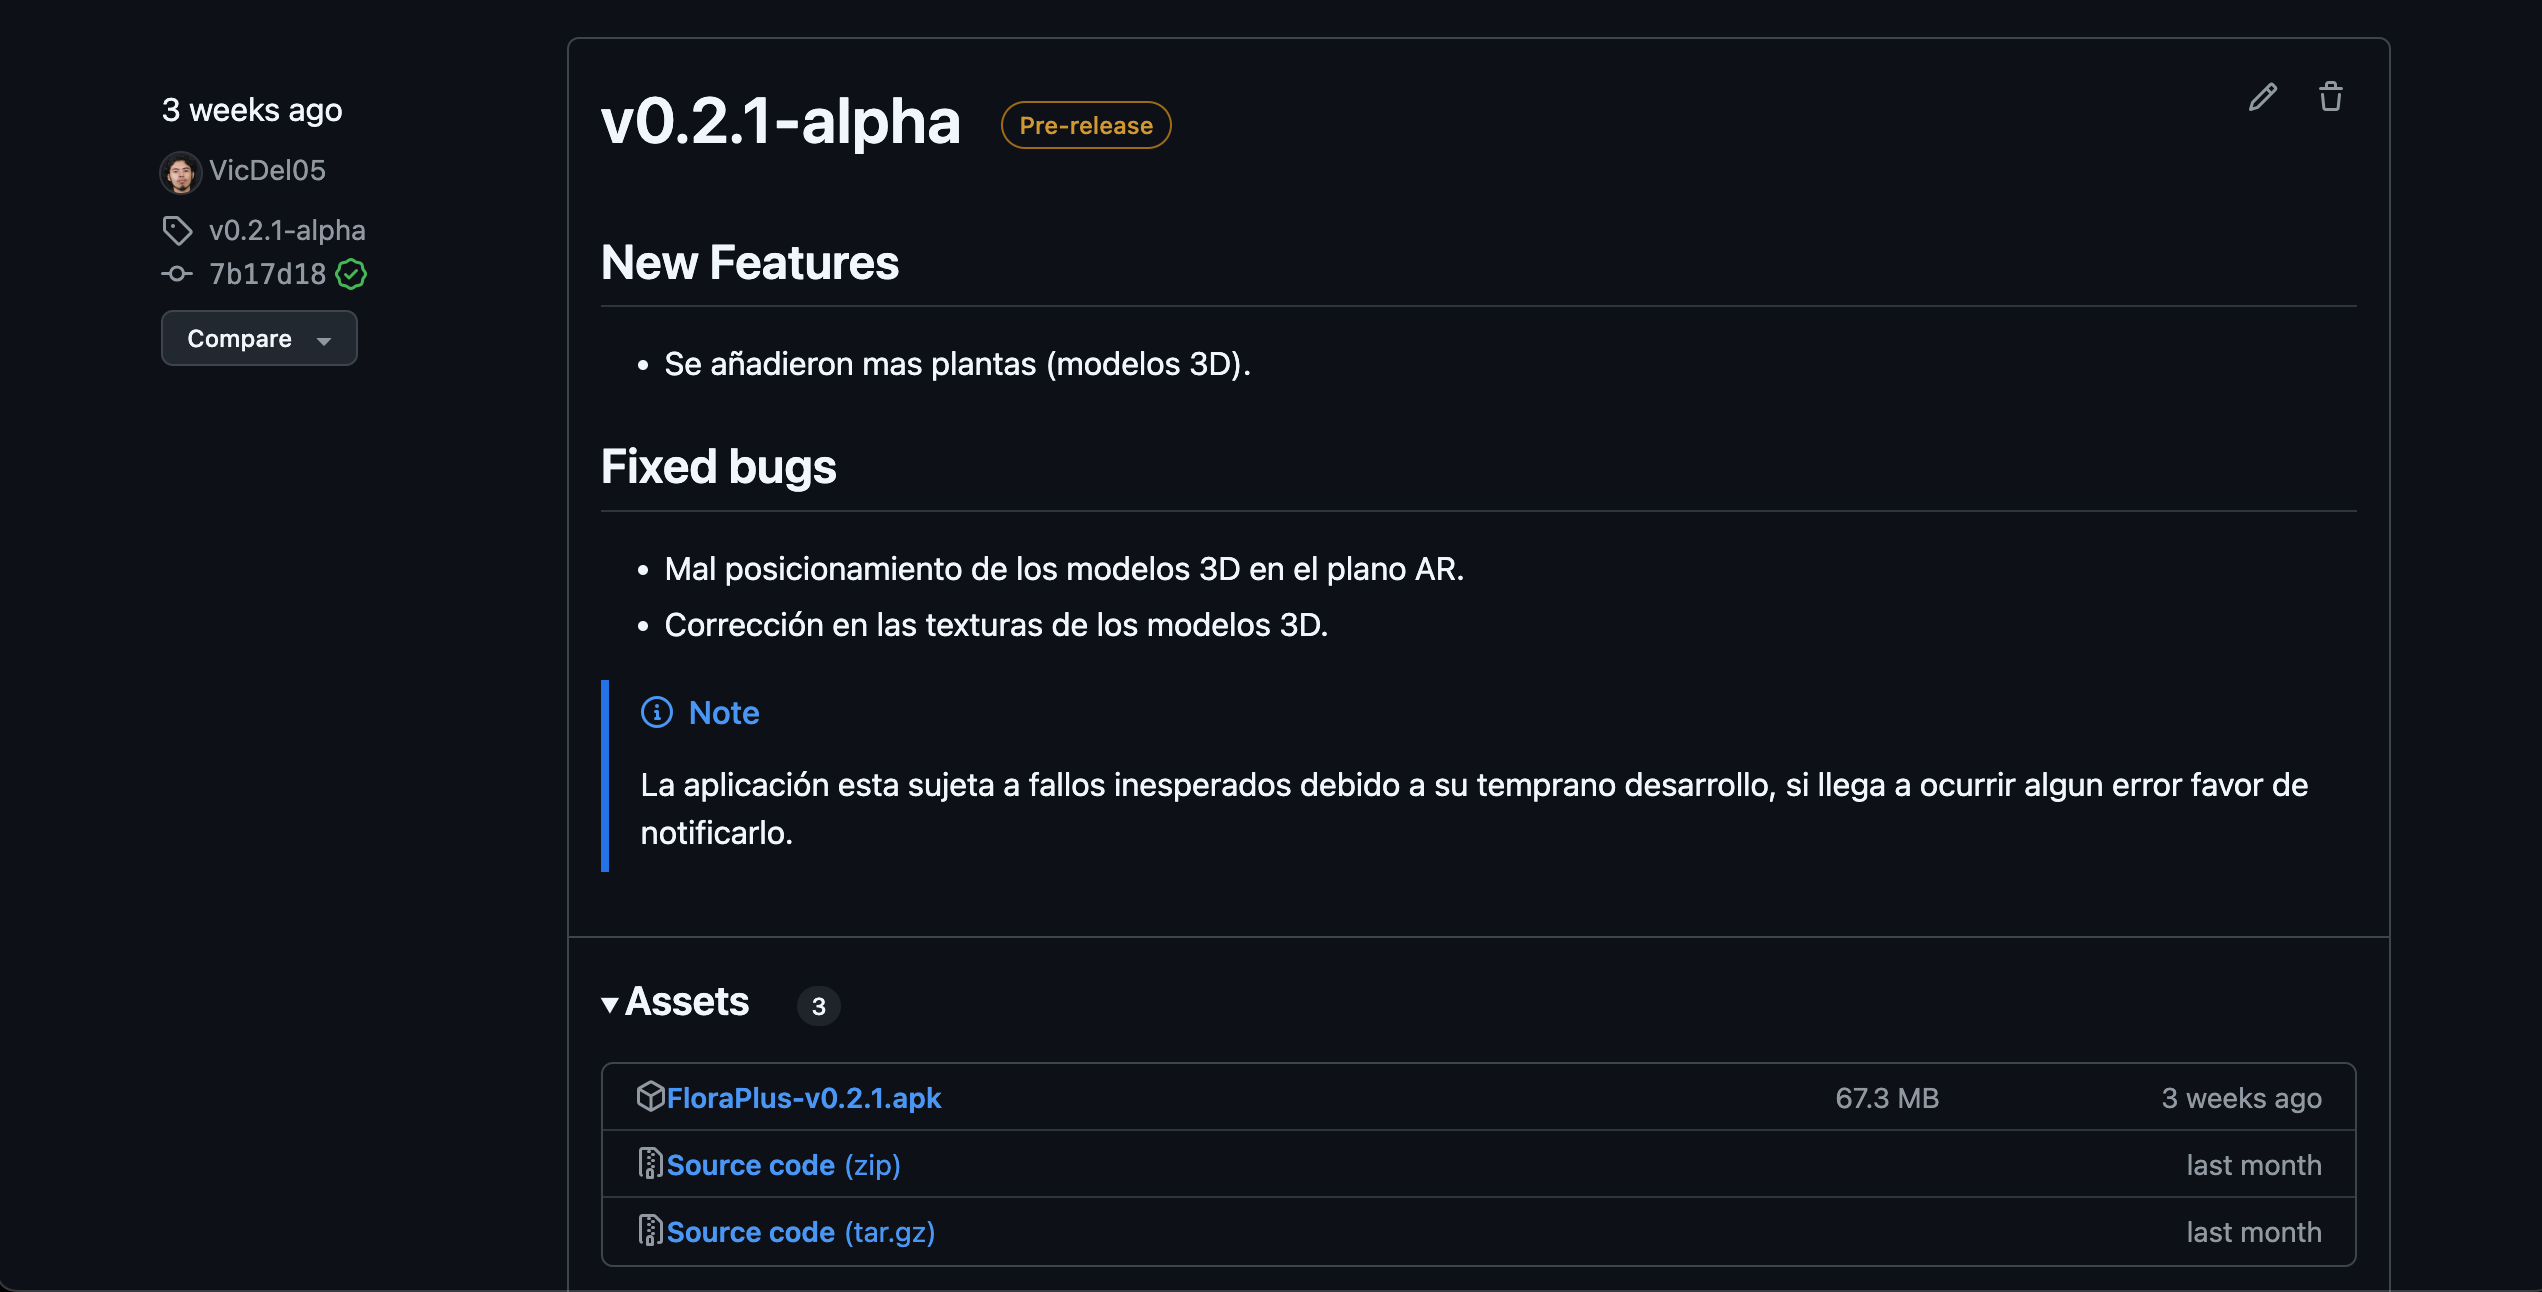 3 weeks ago
VicDel05
v0.2.1-alpha
7b17d18
Compare
v0.2.1-alpha
Pre-release
New Features
Se añadieron mas plantas (modelos 3D).
Fixed bugs
Mal posicionamiento de los modelos 3D en el plano AR.
Corrección en las texturas de los modelos 3D.
Note
La aplicación esta sujeta a fallos inesperados debido a su temprano desarrollo, si llega a ocurrir algun error favor de
notificarlo.
Assets 3
FloraPlus-v0.2.1.apk 67.3 MB 3 weeks ago
Source code (zip) last month
Source code (tar.gz) last month